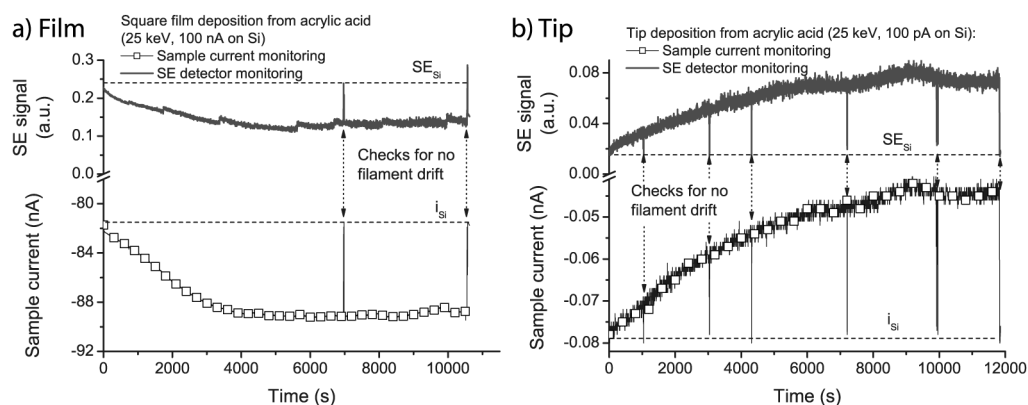 a) Film
Square film deposition from acrylic acid
(25 keV, 100 nA on Si)
Sample current monitoring
SE detector monitoring
SE signal
(a.u.)
0.3
0.2
0.1
0.0
SE_Si
Checks for no
filament drift
i_Si
Sample current (nA)
-80
-84
-88
-92
0
2000
4000
6000
8000
10000
Time (s)
b) Tip
Tip deposition from acrylic acid (25 keV, 100 pA on Si):
Sample current monitoring
SE detector monitoring
SE signal
(a.u.)
0.08
0.04
0.00
SE_Si
Checks for no
filament drift
i_Si
Sample current (nA)
-0.05
-0.06
-0.07
-0.08
0
2000
4000
6000
8000
10000
12000
Time (s)